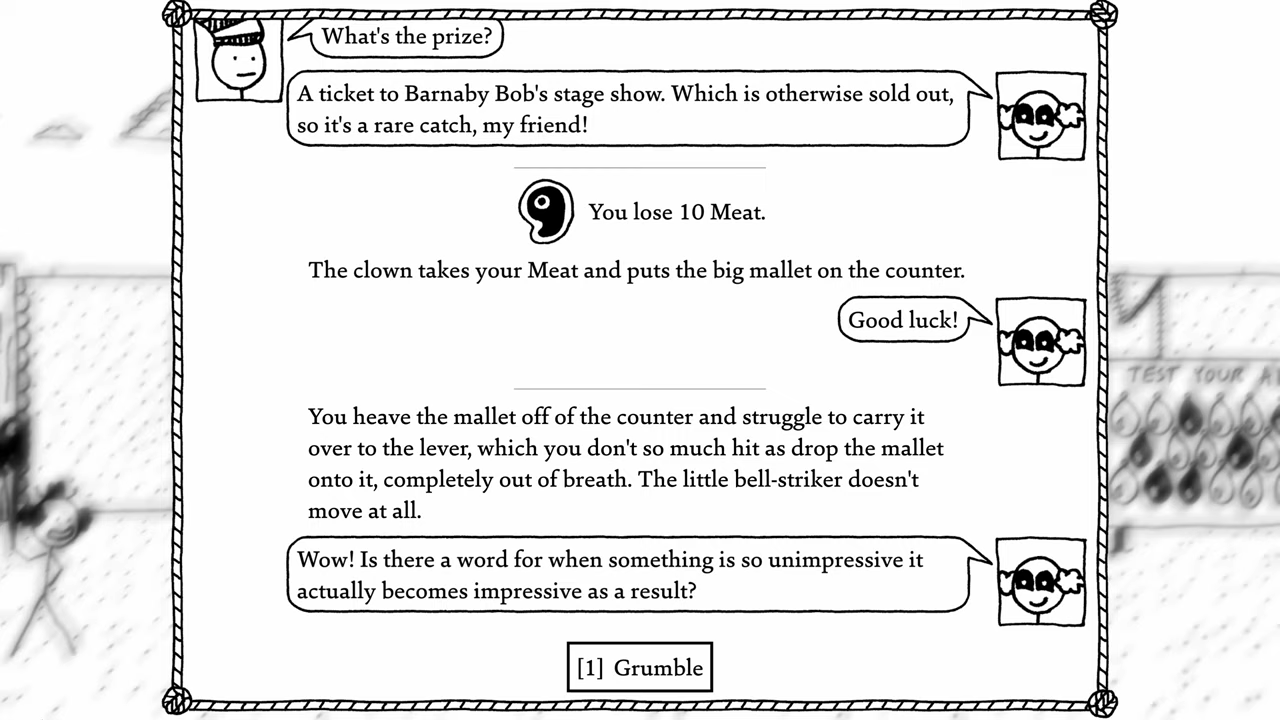 What's the prize?
A ticket to Barnaby Bob's stage show. Which is otherwise sold out,
so it's a rare catch, my friend!
You lose 10 Meat.
The clown takes your Meat and puts the big mallet on the counter.
Good luck!
TEST YOUR A
You heave the mallet off of the counter and struggle to carry it
over to the lever, which you don't so much hit as drop the mallet
onto it, completely out of breath. The little bell-striker doesn't
move at all.
Wow! Is there a word for when something is so unimpressive it
actually becomes impressive as a result?
[1] Grumble